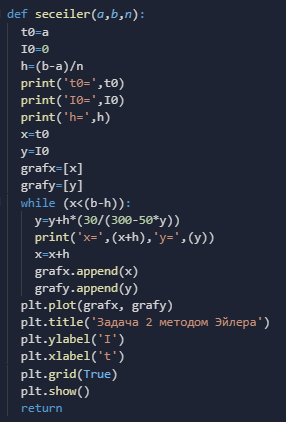 def seceiler(a,b,n):
t0=a
I0=0
h=(b-a)/n
print('t0=',t0)
print('I0=',I0)
print('h=',h)
x=t0
y=I0
grafx=[x]
grafy=[y]
while (x<(b-h)):
y=y+h*(30/(300-50*y))
print('x=',(x+h),'y=',(y))
x=x+h
grafx.append(x)
grafy.append(y)
plt.plot(grafx, grafy)
plt.title('Задача 2 методом Эйлера')
plt.ylabel('I')
plt.xlabel('t')
plt.grid(True)
plt.show()
return